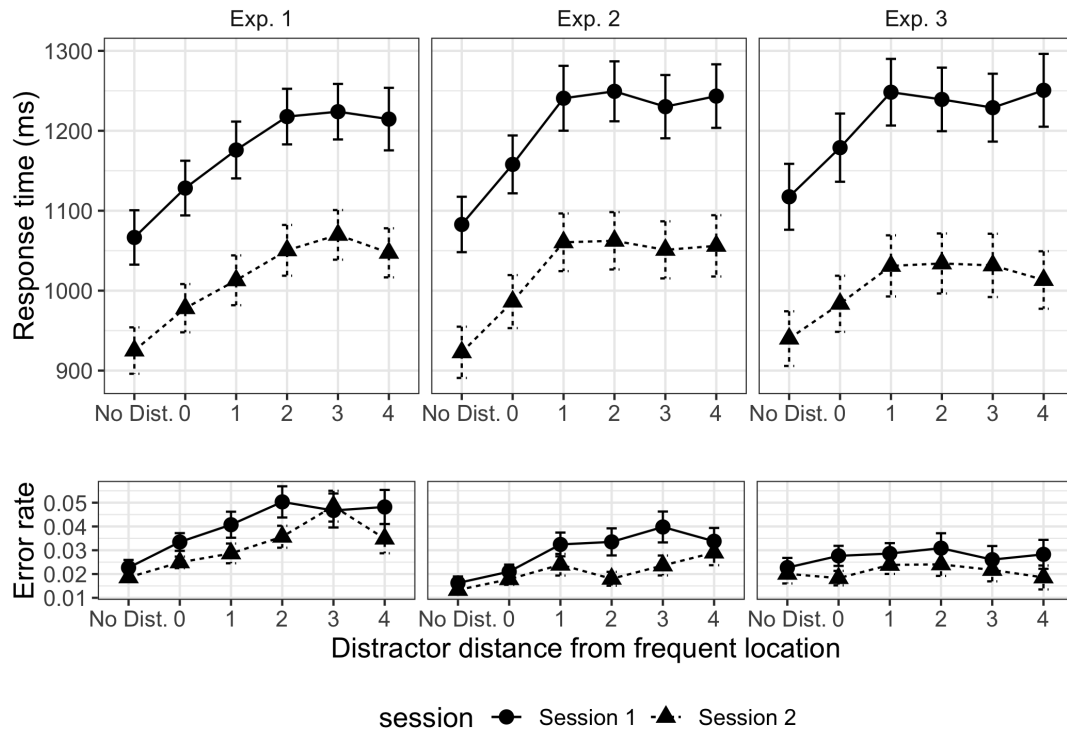 Exp. 1 Exp. 2 Exp. 3
Response time (ms)
1300
1200
1100
1000
900
No Dist. 0 1 2 3 4 No Dist. 0 1 2 3 4 No Dist. 0 1 2 3 4
Error rate
0.05
0.04
0.03
0.02
0.01
No Dist. 0 1 2 3 4 No Dist. 0 1 2 3 4 No Dist. 0 1 2 3 4
Distractor distance from frequent location
session Session 1 Session 2